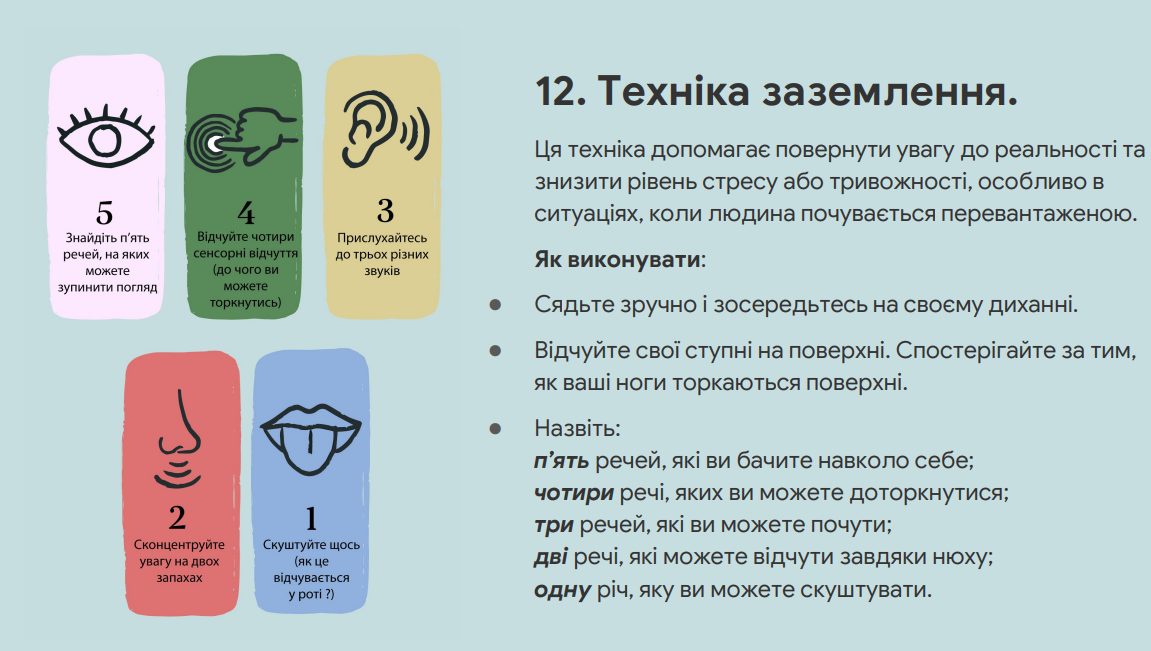 5
Знайдіть п'ять
речей, на яких
можете
зупинити погляд
4
Відчуйте чотири
сенсорні відчуття
(до чого ви
можете
торкнутись)
3
Прислухайтесь
до трьох різних
звуків
2
Сконцентруйте
увагу на двох
запахах
1
Скуштуйте щось
(як це
відчувається
у роті ?)
12. Техніка заземлення.
Ця техніка допомагає повернути увагу до реальності та
знизити рівень стресу або тривожності, особливо в
ситуаціях, коли людина почувається перевантаженою.
Як виконувати:
● Сядьте зручно і зосередьтесь на своєму диханні.
● Відчуйте свої ступні на поверхні. Спостерігайте за тим,
як ваші ноги торкаються поверхні.
● Назвіть:
п’ять речей, які ви бачите навколо себе;
чотири речі, яких ви можете доторкнутися;
три речей, які ви можете почути;
дві речі, які можете відчути завдяки нюху;
одну річ, яку ви можете скуштувати.